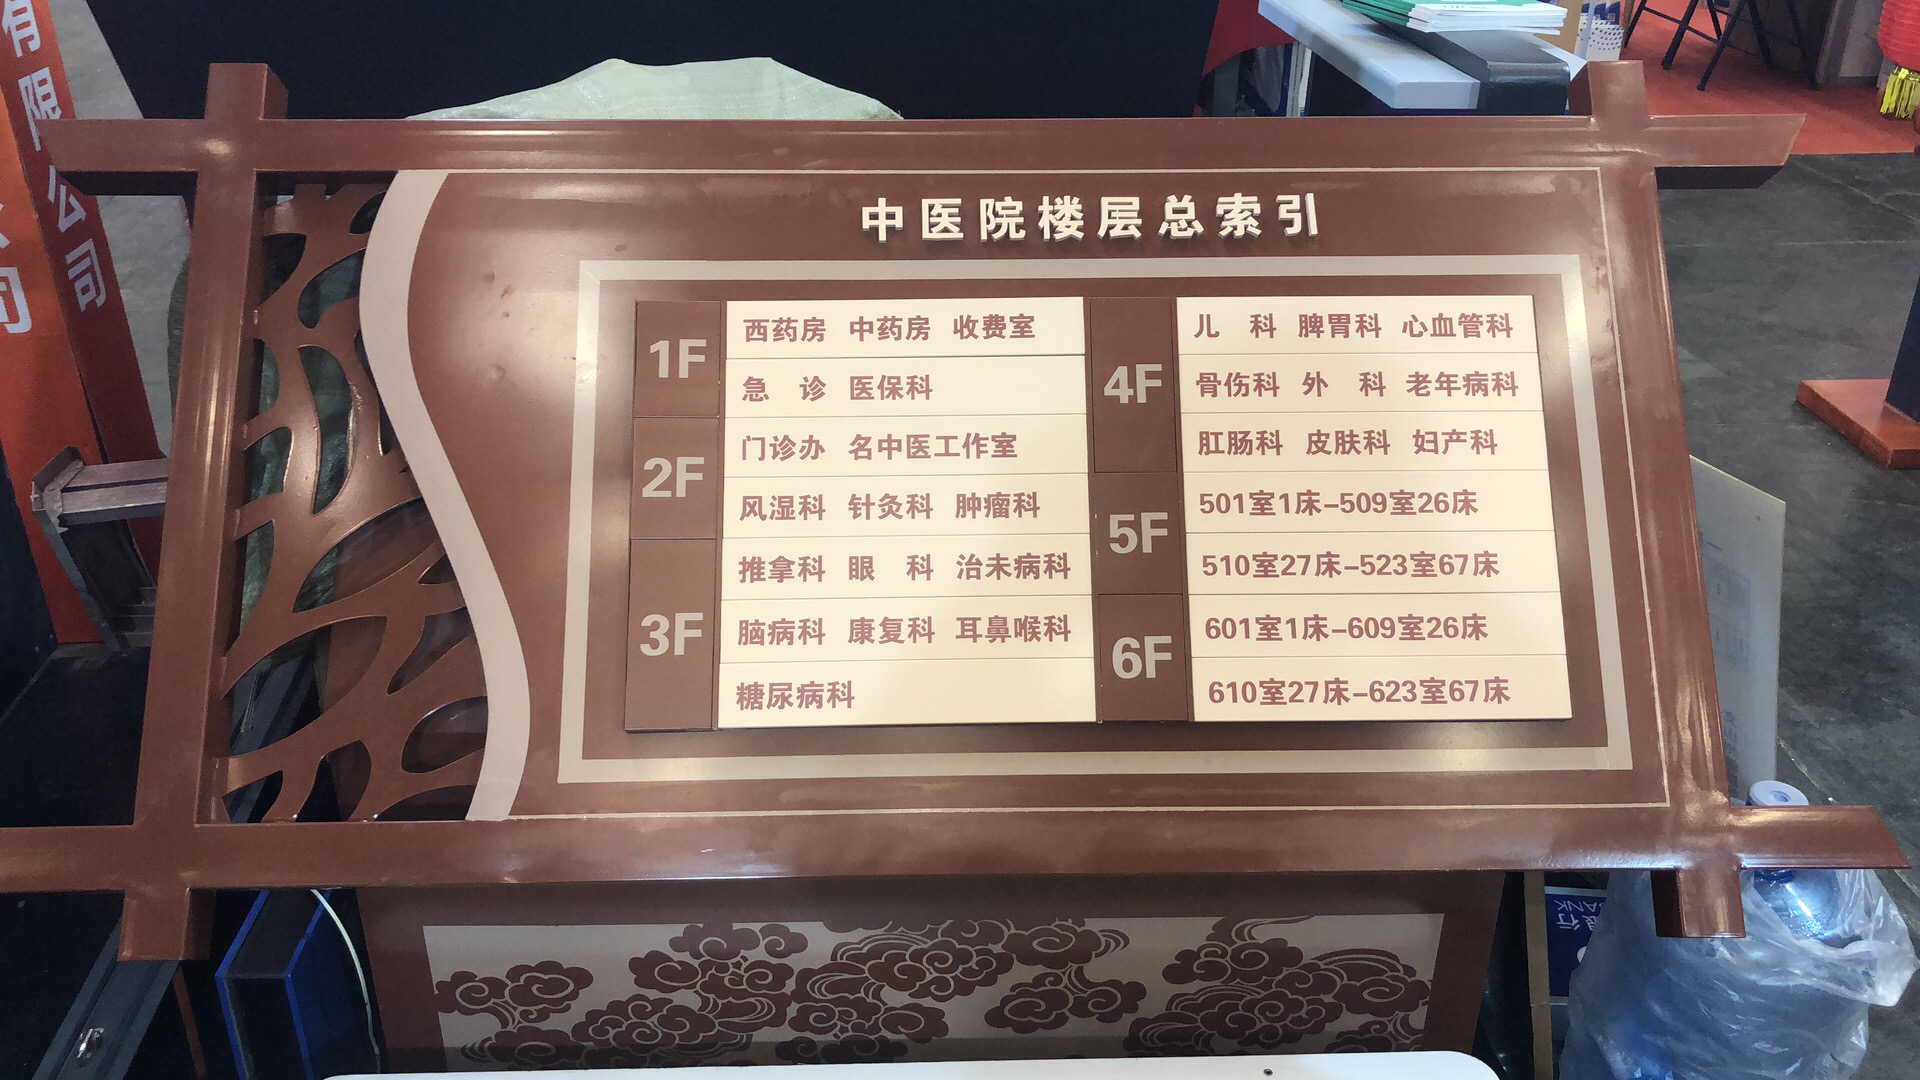 有限公司
司
中医院楼层总索引
1F
西药房 中药房 收费室
急 诊 医保科
2F
门诊办 名中医工作室
风湿科 针灸科 肿瘤科
3F
推拿科 眼 科 治未病科
脑病科 康复科 耳鼻喉科
糖尿病科
4F
儿 科 脾胃科 心血管科
骨伤科 外 科 老年病科
肛肠科 皮肤科 妇产科
5F
501室1床-509室26床
510室27床-523室67床
6F
601室1床-609室26床
610室27床-623室67床
BANK